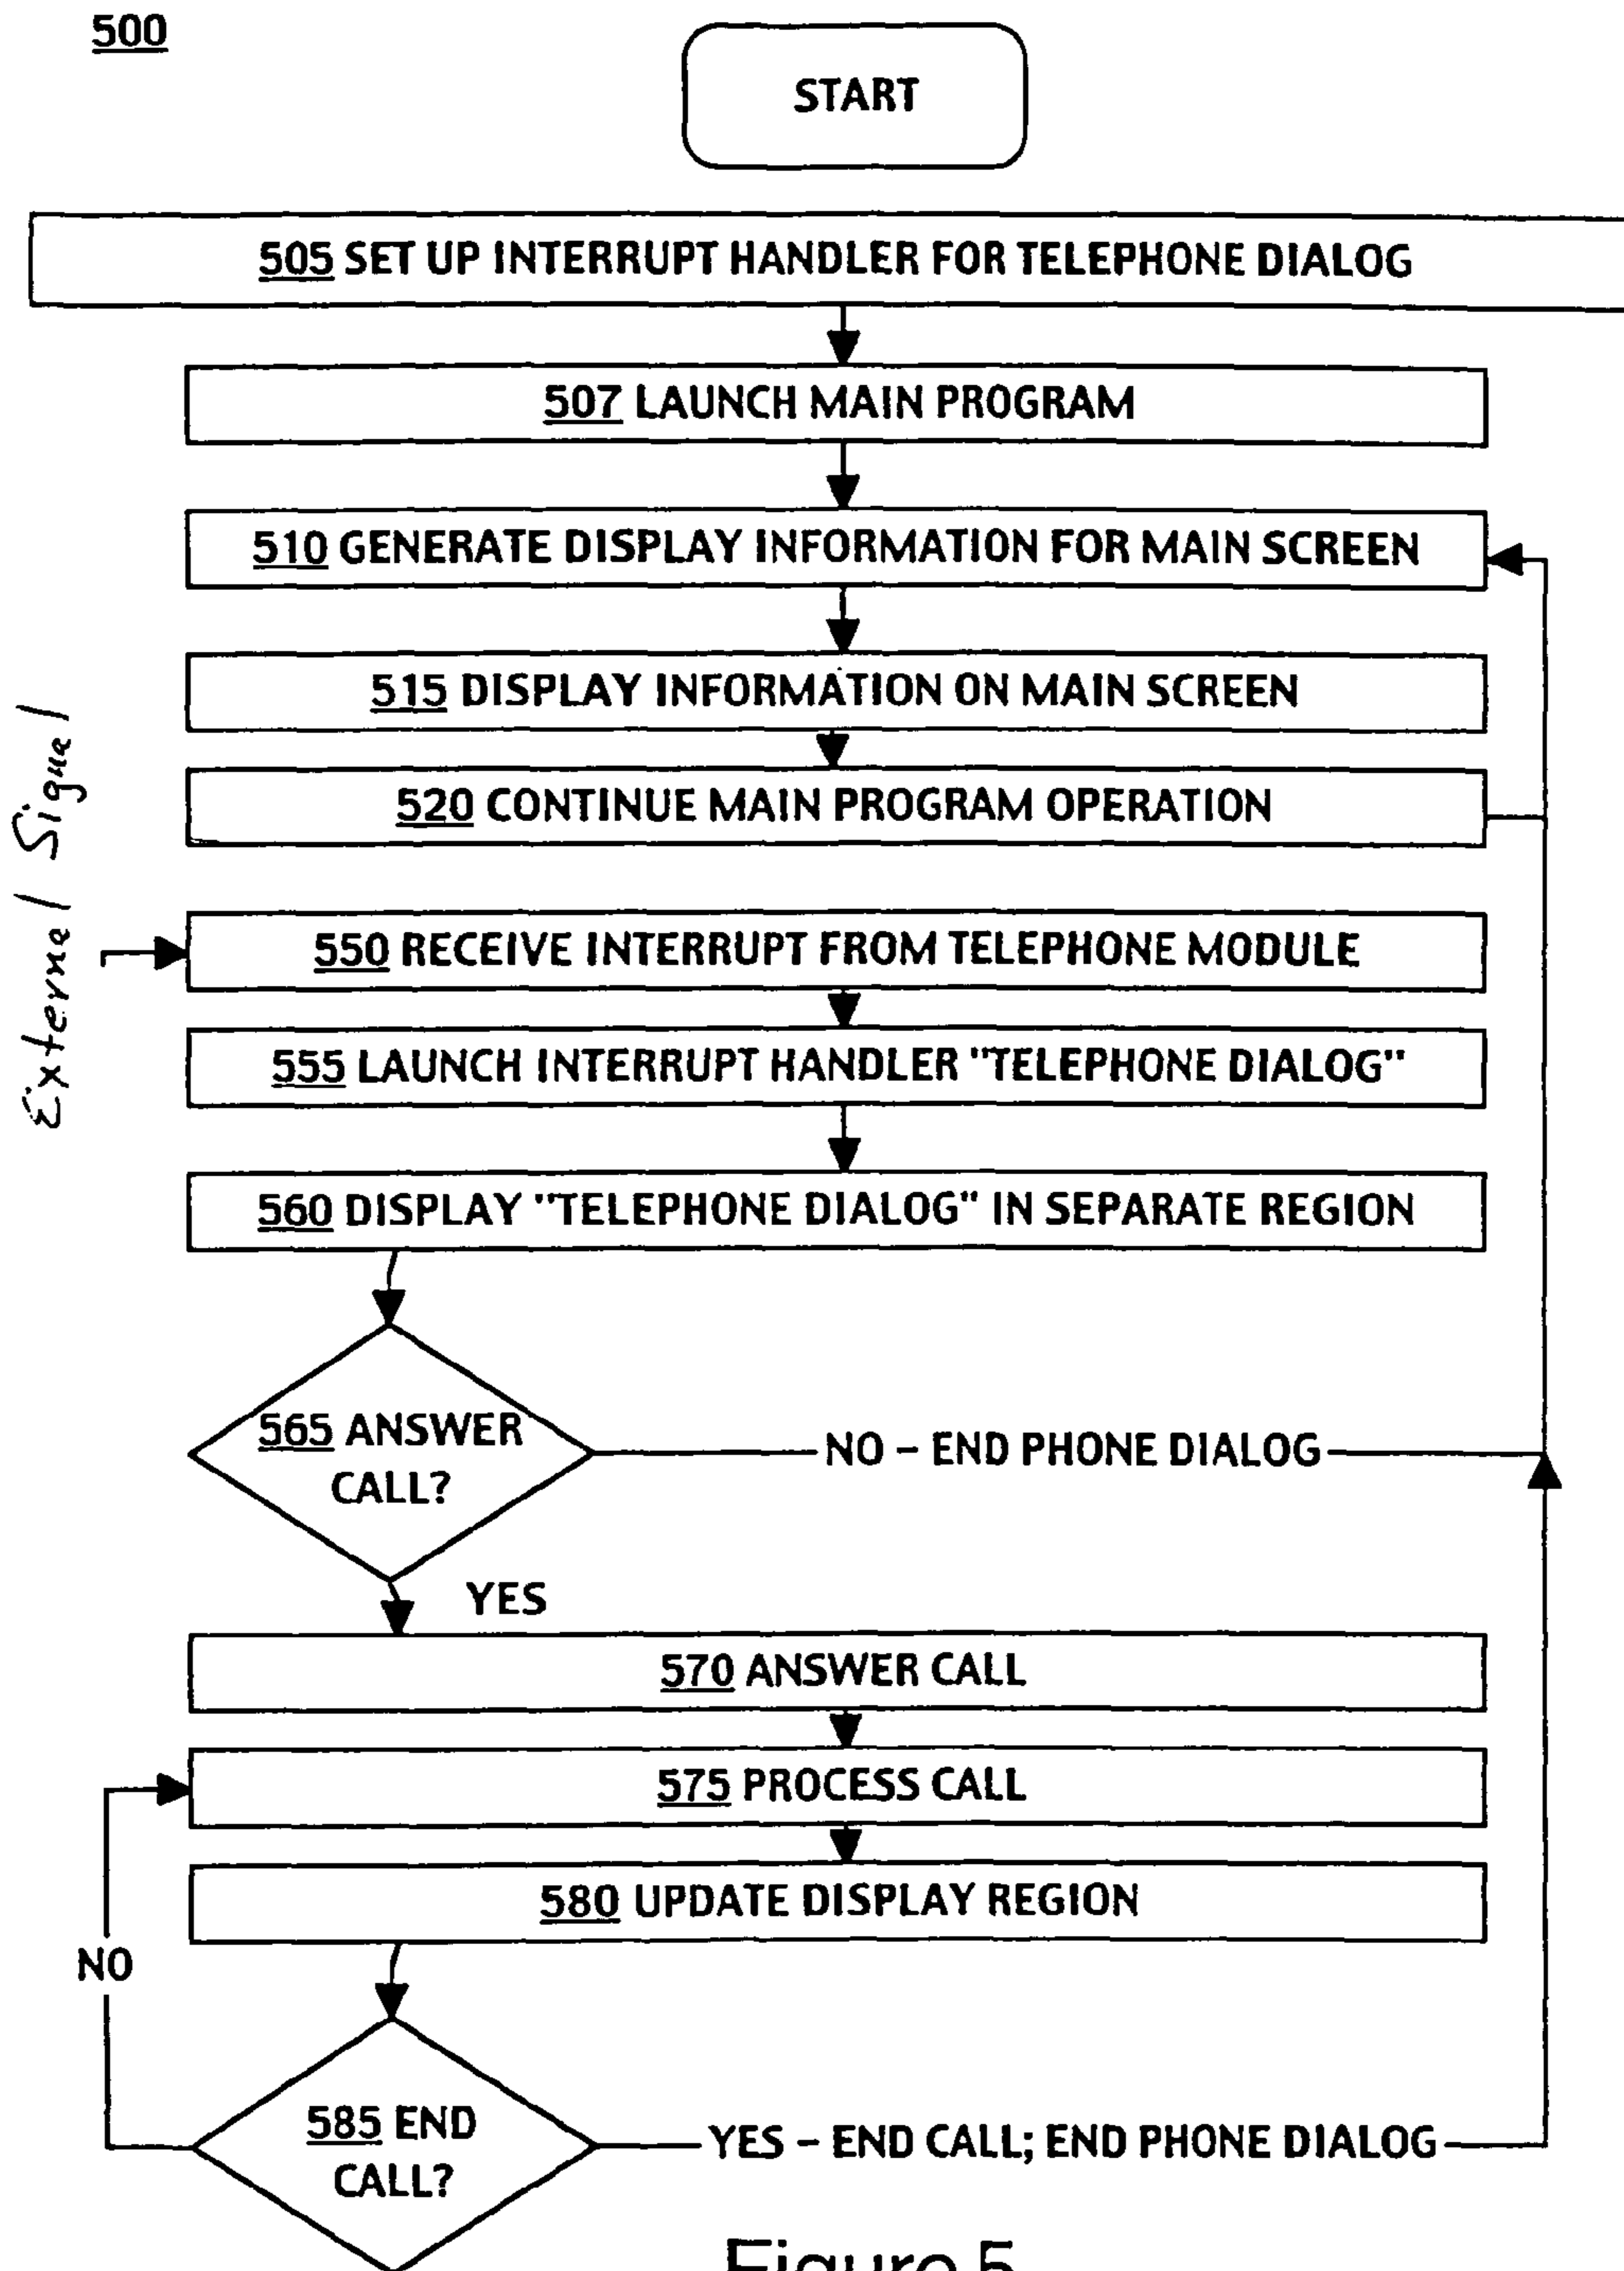 500
START
505 SET UP INTERRUPT HANDLER FOR TELEPHONE DIALOG
507 LAUNCH MAIN PROGRAM
510 GENERATE DISPLAY INFORMATION FOR MAIN SCREEN
515 DISPLAY INFORMATION ON MAIN SCREEN
520 CONTINUE MAIN PROGRAM OPERATION
External Signal
550 RECEIVE INTERRUPT FROM TELEPHONE MODULE
555 LAUNCH INTERRUPT HANDLER "TELEPHONE DIALOG"
560 DISPLAY "TELEPHONE DIALOG" IN SEPARATE REGION
565 ANSWER
CALL?
NO – END PHONE DIALOG
YES
570 ANSWER CALL
575 PROCESS CALL
580 UPDATE DISPLAY REGION
NO
585 END
CALL?
YES – END CALL; END PHONE DIALOG
Figure 5